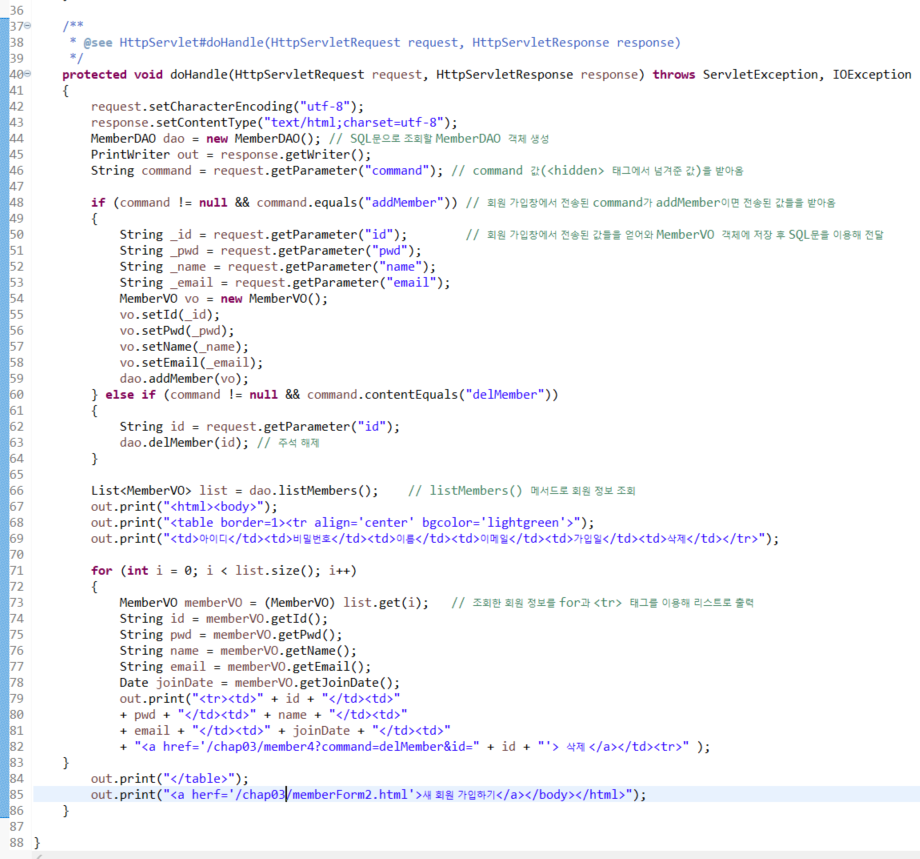 36
37 /**
38 * @see HttpServlet#doHandle(HttpServletRequest request, HttpServletResponse response)
39 */
40 protected void doHandle(HttpServletRequest request, HttpServletResponse response) throws ServletException, IOException
41 {
42 request.setCharacterEncoding("utf-8");
43 response.setContentType("text/html;charset=utf-8");
44 MemberDAO dao = new MemberDAO(); // SQL문으로 조회할 MemberDAO 객체 생성
45 PrintWriter out = response.getWriter();
46 String command = request.getParameter("command"); // command 값(<hidden> 태그에서 넘겨준 값)를 받아옴
47
48 if (command != null && command.equals("addMember")) // 회원 가입창에서 전송된 command가 addMember이면 전송된 값들을 받아옴
49 {
50 String _id = request.getParameter("id"); // 회원 가입창에서 전송된 값들을 얻어와 MemberVO 객체에 저장 후 SQL문을 이용해 전달
51 String _pwd = request.getParameter("pwd");
52 String _name = request.getParameter("name");
53 String _email = request.getParameter("email");
54 MemberVO vo = new MemberVO();
55 vo.setId(_id);
56 vo.setPwd(_pwd);
57 vo.setName(_name);
58 vo.setEmail(_email);
59 dao.addMember(vo);
60 } else if (command != null && command.contentEquals("delMember"))
61 {
62 String id = request.getParameter("id");
63 dao.delMember(id); // 주석 해제
64 }
65
66 List<MemberVO> list = dao.listMembers(); // listMembers() 메서드로 회원 정보 조회
67 out.print("<html><body>");
68 out.print("<table border=1><tr align='center' bgcolor='lightgreen'>");
69 out.print("<td>아이디</td><td>비밀번호</td><td>이름</td><td>이메일</td><td>가입일</td><td>삭제</td></tr>");
70
71 for (int i = 0; i < list.size(); i++)
72 {
73 MemberVO memberVO = (MemberVO) list.get(i); // 조회한 회원 정보를 for과 <tr> 태그를 이용해 리스트로 출력
74 String id = memberVO.getId();
75 String pwd = memberVO.getPwd();
76 String name = memberVO.getName();
77 String email = memberVO.getEmail();
78 Date joinDate = memberVO.getJoinDate();
79 out.print("<tr><td>" + id + "</td><td>"
80 + pwd + "</td><td>" + name + "</td><td>"
81 + email + "</td><td>" + joinDate + "</td><td>"
82 + "<a href='/chap03/member4?command=delMember&id=" + id + "'> 삭제 </a></td><tr>" );
83 }
84 out.print("</table>");
85 out.print("<a herf='/chap03/memberForm2.html'>새 회원 가입하기</a></body></html>");
86 }
87
88 }